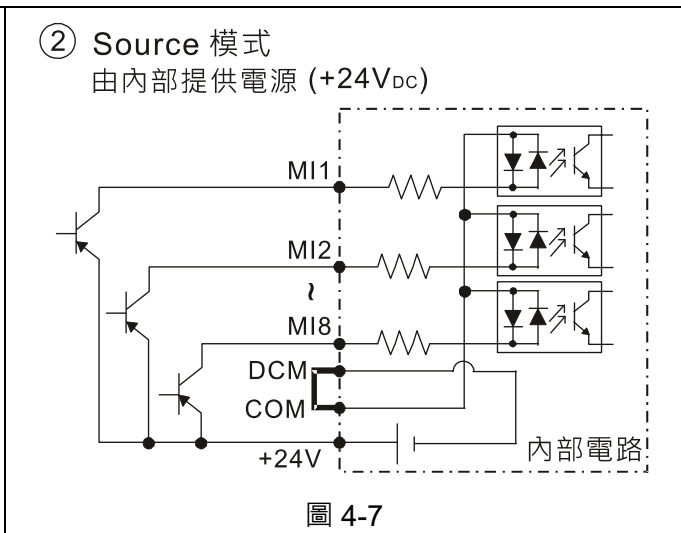 ② Source 模式
由內部提供電源 (+24VDC)
MI1
MI2
~
MI8
DCM
COM
+24V
內部電路
圖 4-7